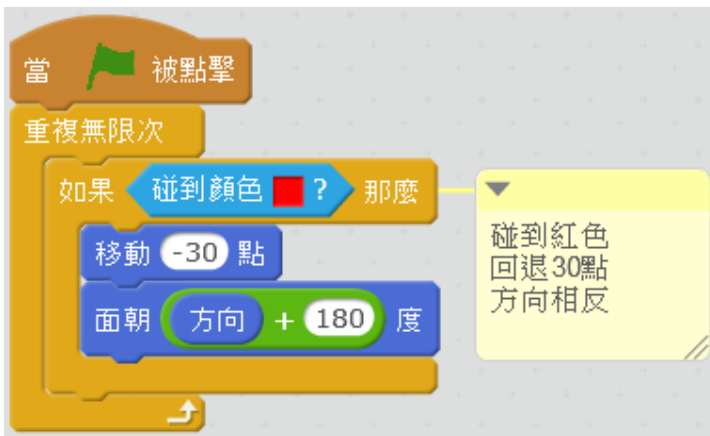 當 被點擊
重複無限次
如果 碰到顏色 ? 那麼
移動 -30 點
面朝 方向 + 180 度
碰到紅色
回退30點
方向相反